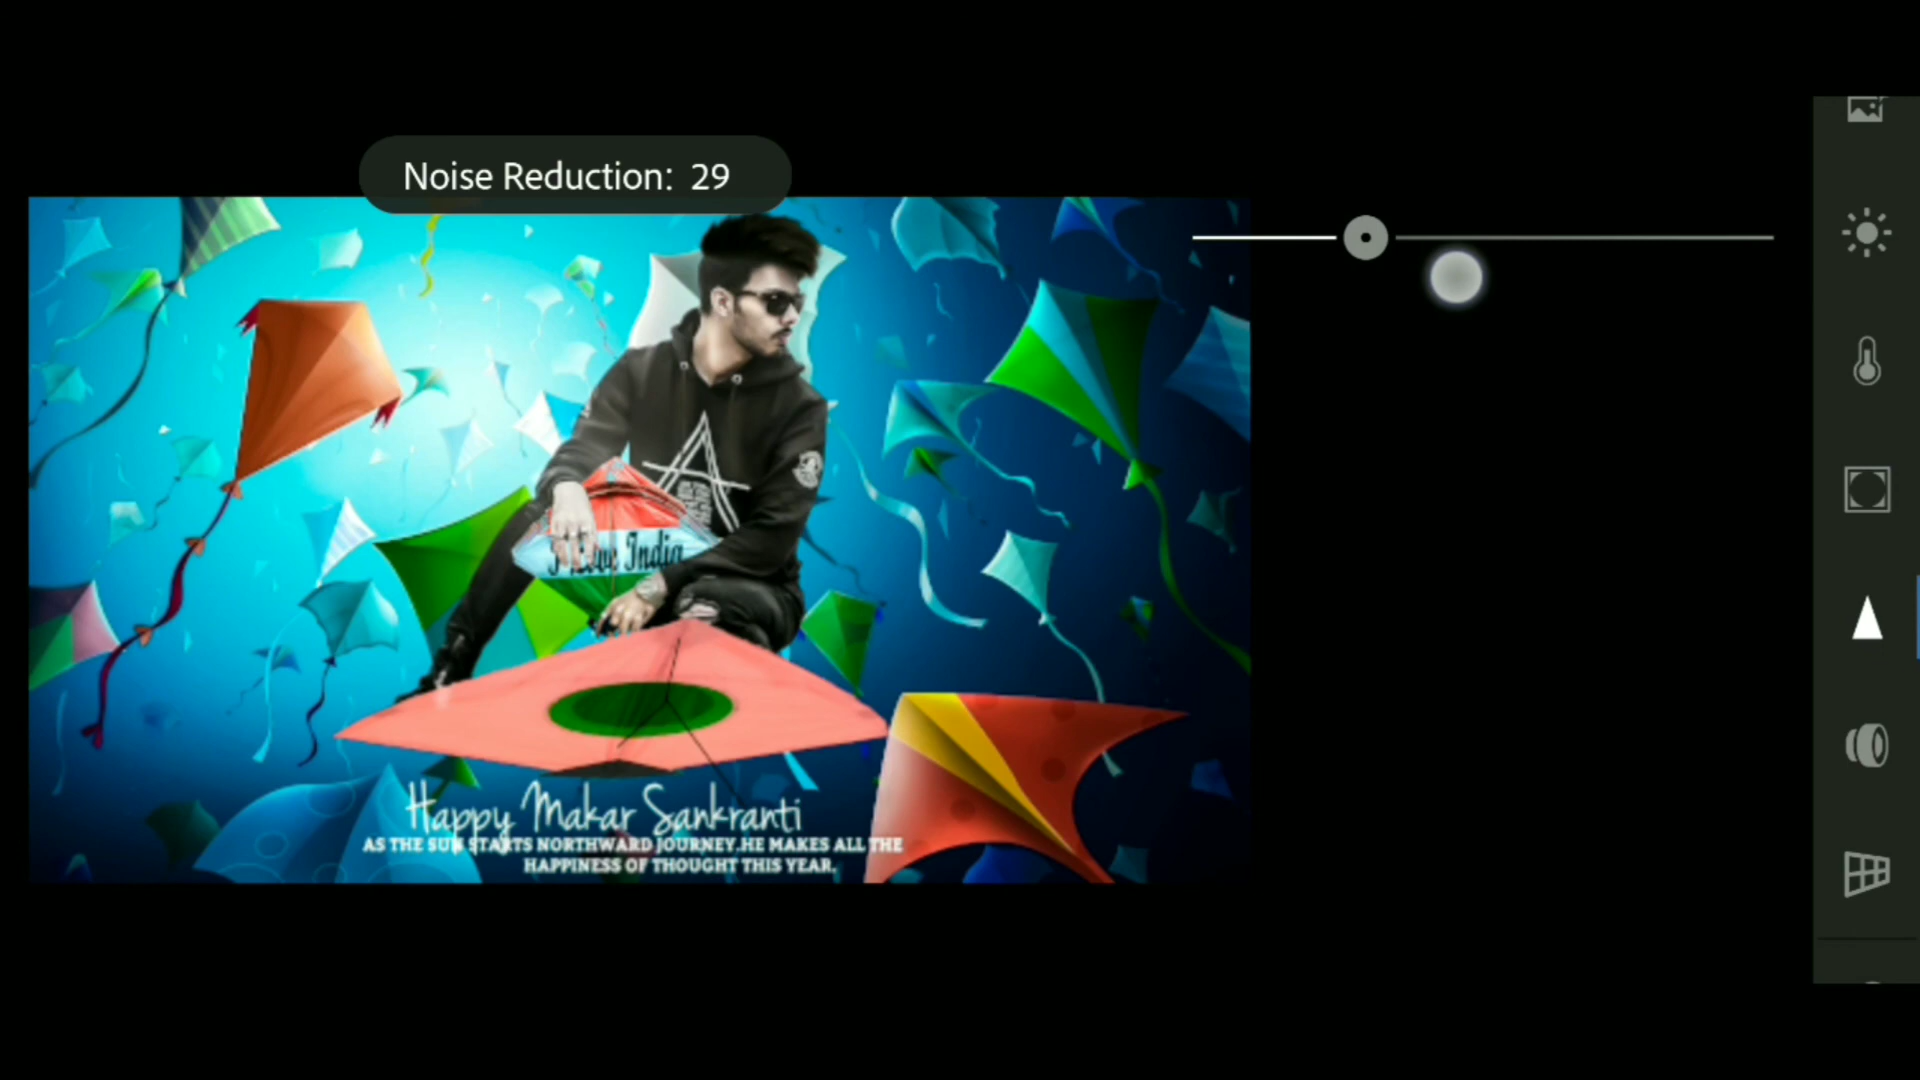 Noise Reduction: 29
I Love India
Happy Makar Sankranti
AS THE SUN STARTS NORTHWARD JOURNEY.HE MAKES ALL THE
HAPPINESS OF THOUGHT THIS YEAR.